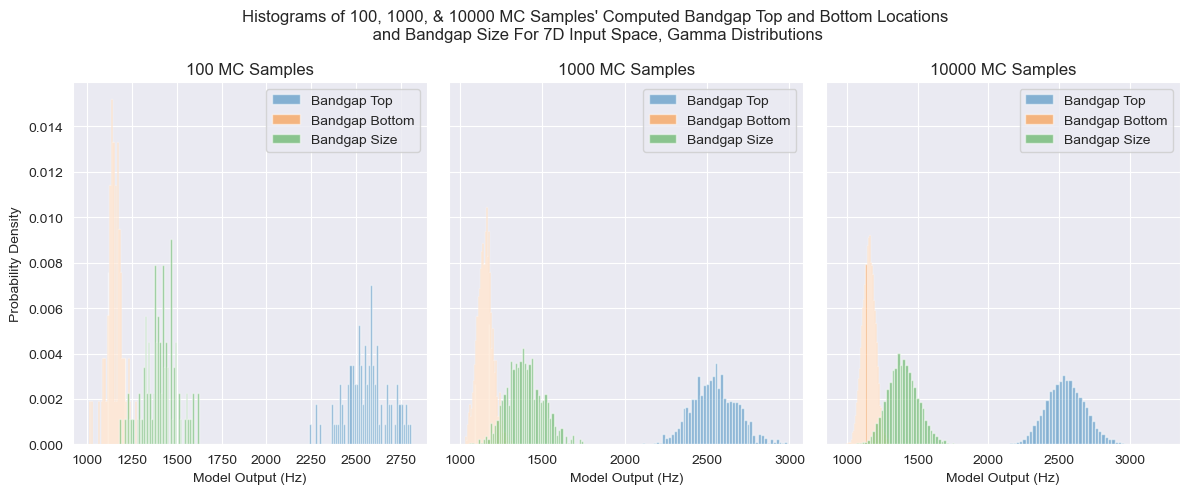 Histograms of 100, 1000, & 10000 MC Samples' Computed Bandgap Top and Bottom Locations
and Bandgap Size For 7D Input Space, Gamma Distributions
100 MC Samples
1000 MC Samples
10000 MC Samples
Bandgap Top
Bandgap Bottom
Bandgap Size
Bandgap Top
Bandgap Bottom
Bandgap Size
Bandgap Top
Bandgap Bottom
Bandgap Size
Probability Density
0.014
0.012
0.010
0.008
0.006
0.004
0.002
0.000
1000 1250 1500 1750 2000 2250 2500 2750
1000 1500 2000 2500 3000
1000 1500 2000 2500 3000
Model Output (Hz)
Model Output (Hz)
Model Output (Hz)